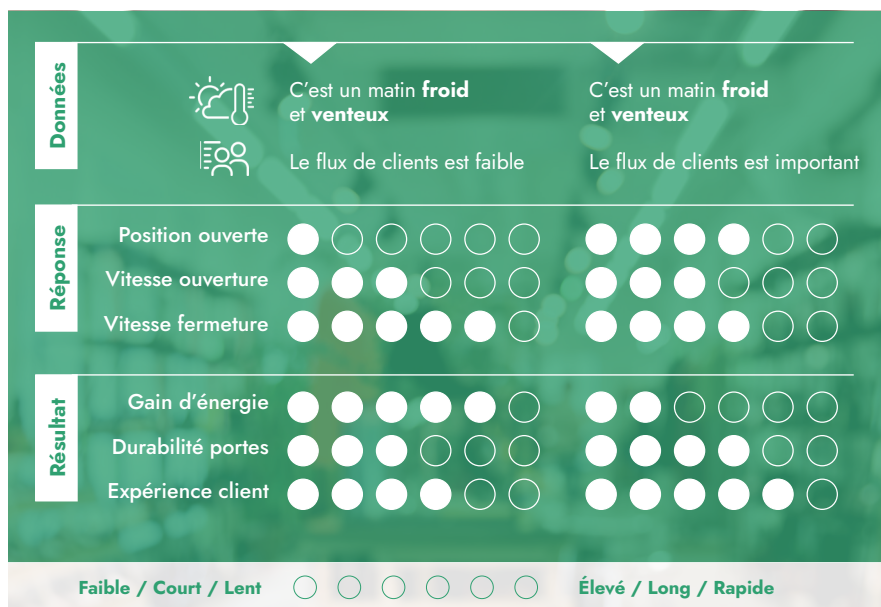 Données
C’est un matin froid
et venteux
C’est un matin froid
et venteux
Le flux de clients est faible
Le flux de clients est important
Réponse
Position ouverte
Vitesse ouverture
Vitesse fermeture
Résultat
Gain d’énergie
Durabilité portes
Expérience client
Faible / Court / Lent
Élevé / Long / Rapide